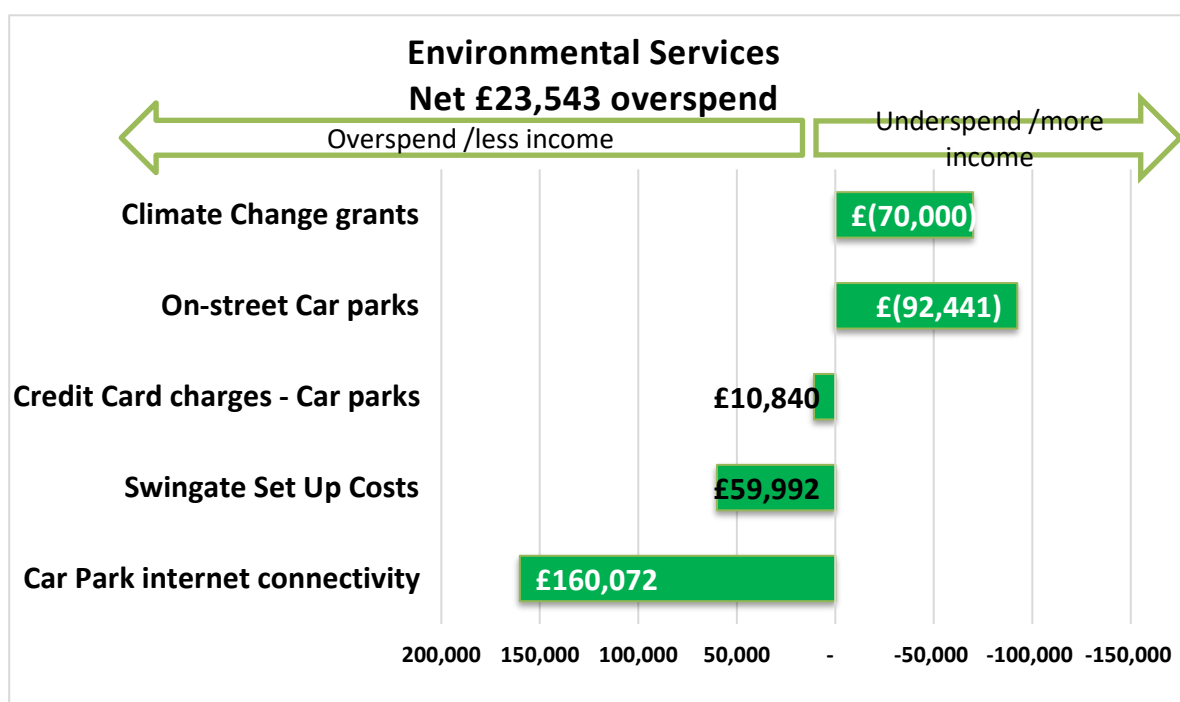 Environmental Services
Net £23,543 overspend
Overspend /less income
Underspend /more
income
Climate Change grants
£(70,000)
On-street Car parks
£(92,441)
Credit Card charges - Car parks
£10,840
Swingate Set Up Costs
£59,992
Car Park internet connectivity
£160,072
200,000 150,000 100,000 50,000 - -50,000 -100,000 -150,000